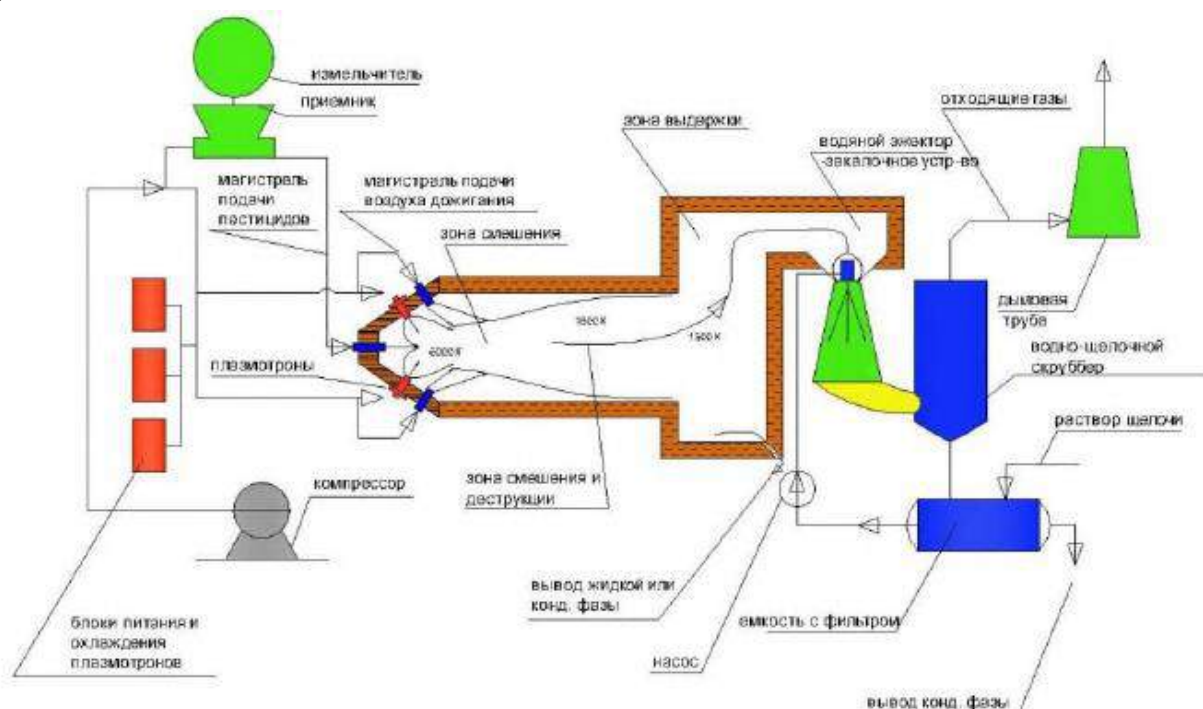 измельчитель
приемник
отходящие газы
зона выдержки
водяной эжектор
-закалочное устр-во
магистраль
подачи
пестицидов
магистраль подачи
воздуха дожигания
зона смешения
1500К
6000К
плазмотроны
дымовая
труба
водно-щелочной
скруббер
раствор щелочи
компрессор
зона смешения и
деструкции
вывод жидкой или
конд. фазы
емкость с фильтром
насос
блоки питания и
охлаждения
плазмотронов
вывод конд. фазы